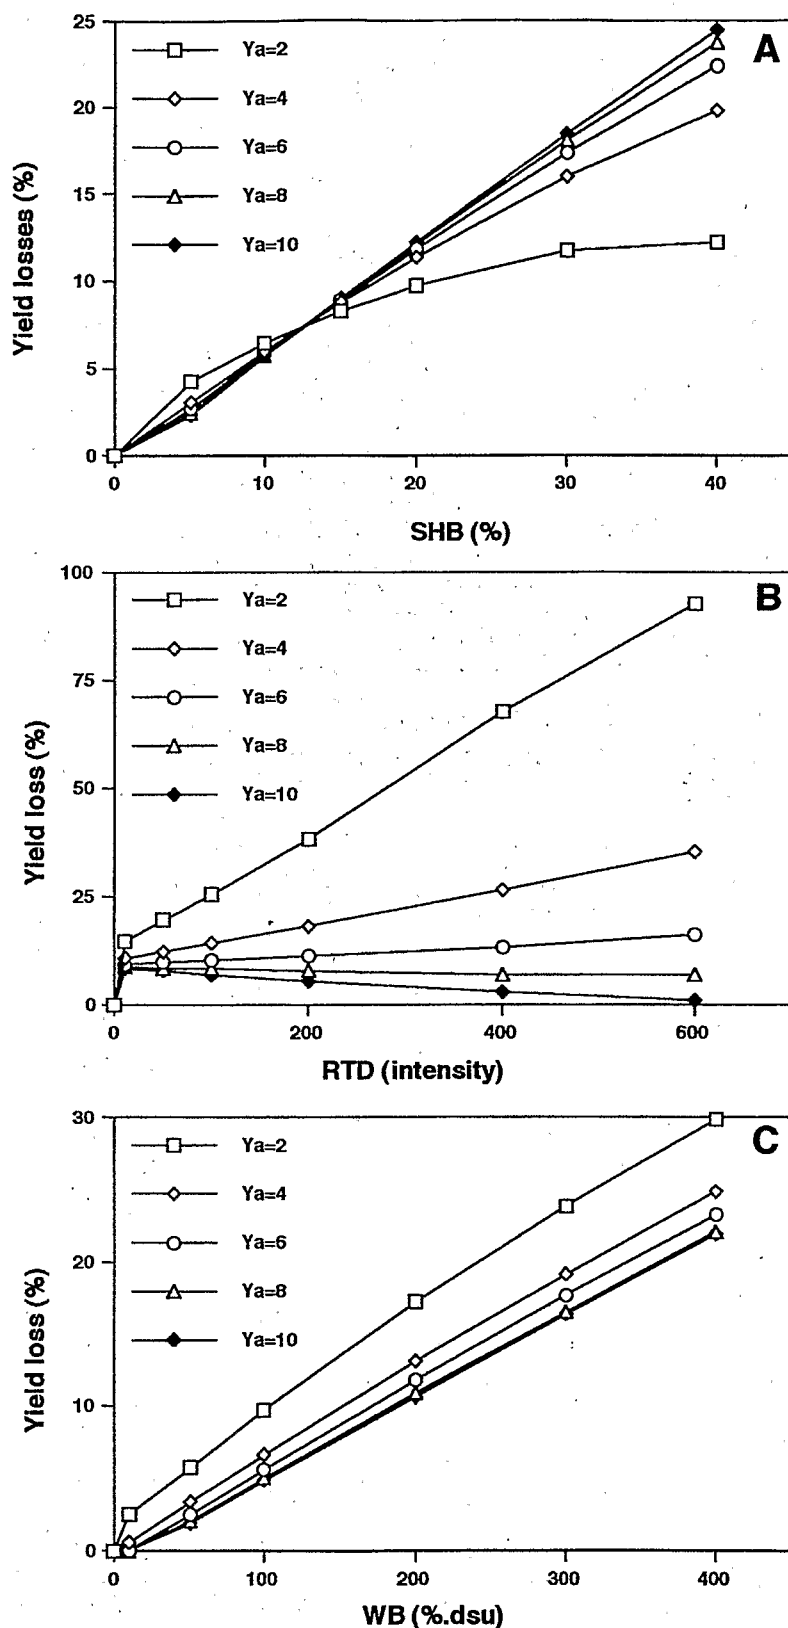 A
Yield losses (%)
25
20
15
10
5
0
Ya=2
Ya=4
Ya=6
Ya=8
Ya=10
0 10 20 30 40
SHB (%)
B
Yield loss (%)
100
75
50
25
0
Ya=2
Ya=4
Ya=6
Ya=8
Ya=10
0 200 400 600
RTD (intensity)
C
Yield loss (%)
30
20
10
0
Ya=2
Ya=4
Ya=6
Ya=8
Ya=10
0 100 200 300 400
WB (%.dsu)